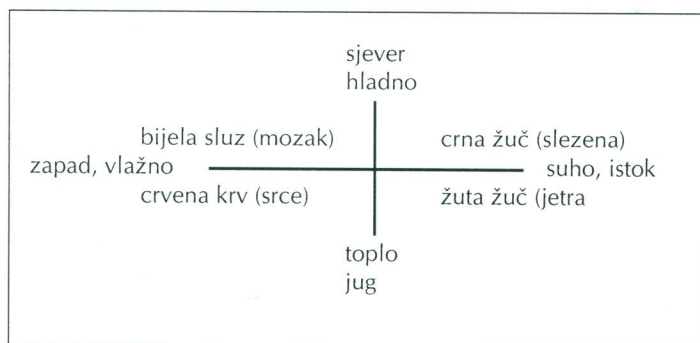 sjever
hladno
bijela sluz (mozak)
crna žuč (slezena)
zapad, vlažno
suho, istok
crvena krv (srce)
žuta žuč (jetra
toplo
jug